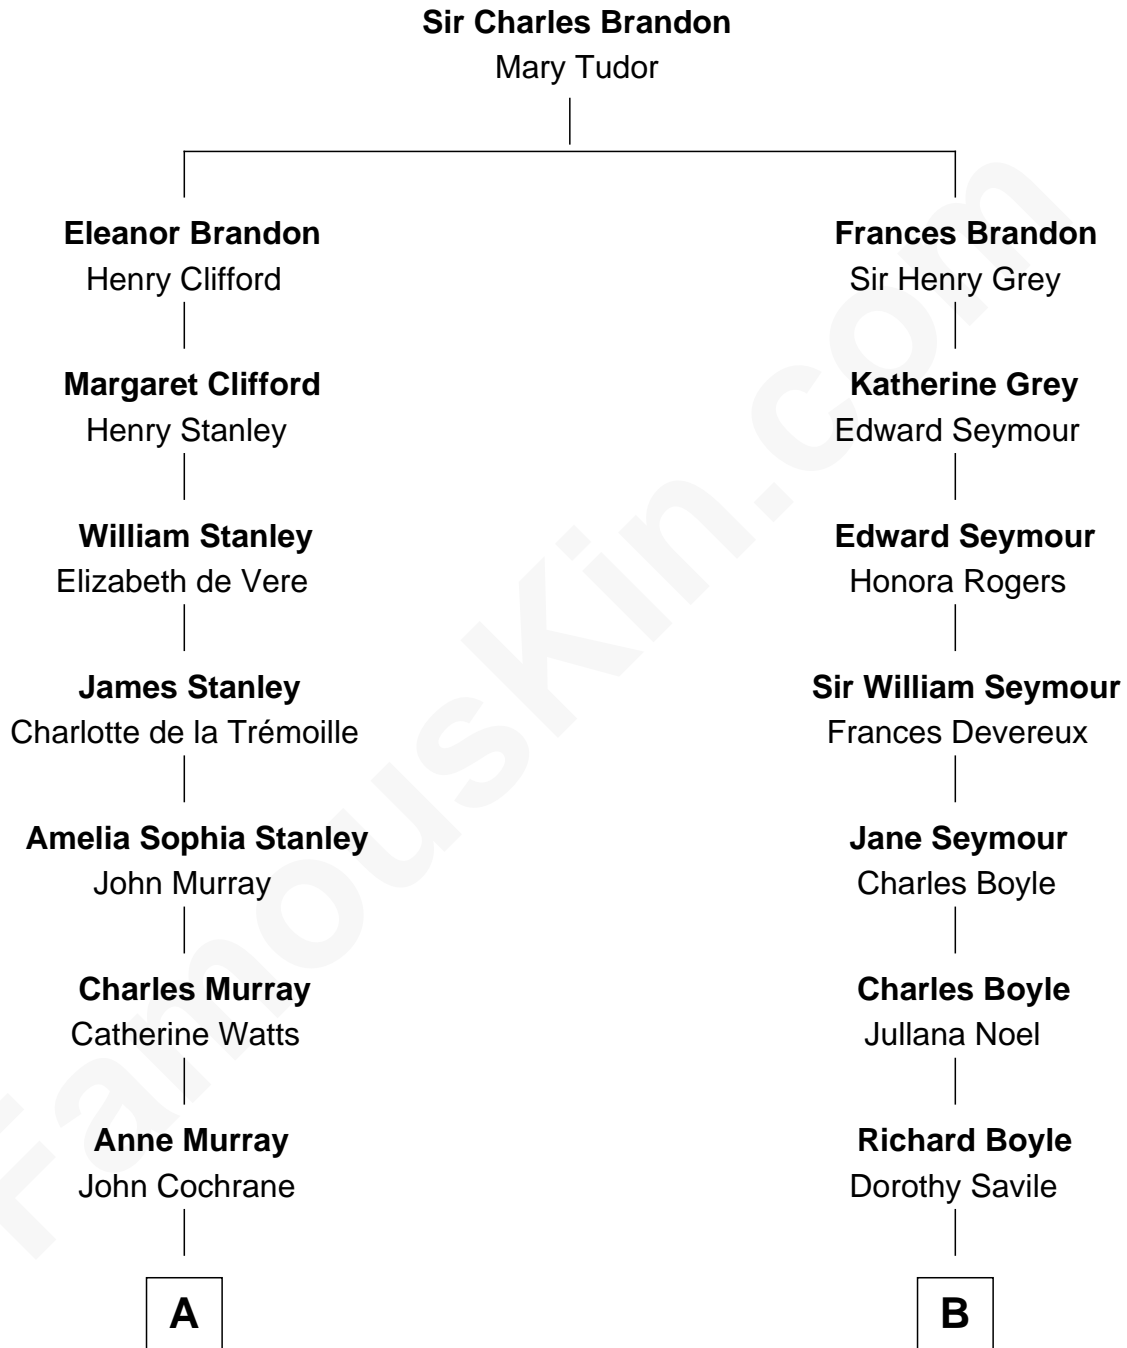 Sir Charles Brandon
Mary Tudor
Eleanor Brandon
Henry Clifford
Margaret Clifford
Henry Stanley
William Stanley
Elizabeth de Vere
James Stanley
Charlotte de la Trémoille
Amelia Sophia Stanley
John Murray
Charles Murray
Catherine Watts
Anne Murray
John Cochrane
A
Frances Brandon
Sir Henry Grey
Katherine Grey
Edward Seymour
Edward Seymour
Honora Rogers
Sir William Seymour
Frances Devereux
Jane Seymour
Charles Boyle
Charles Boyle
Jullana Noel
Richard Boyle
Dorothy Savile
B
FamousKin.com